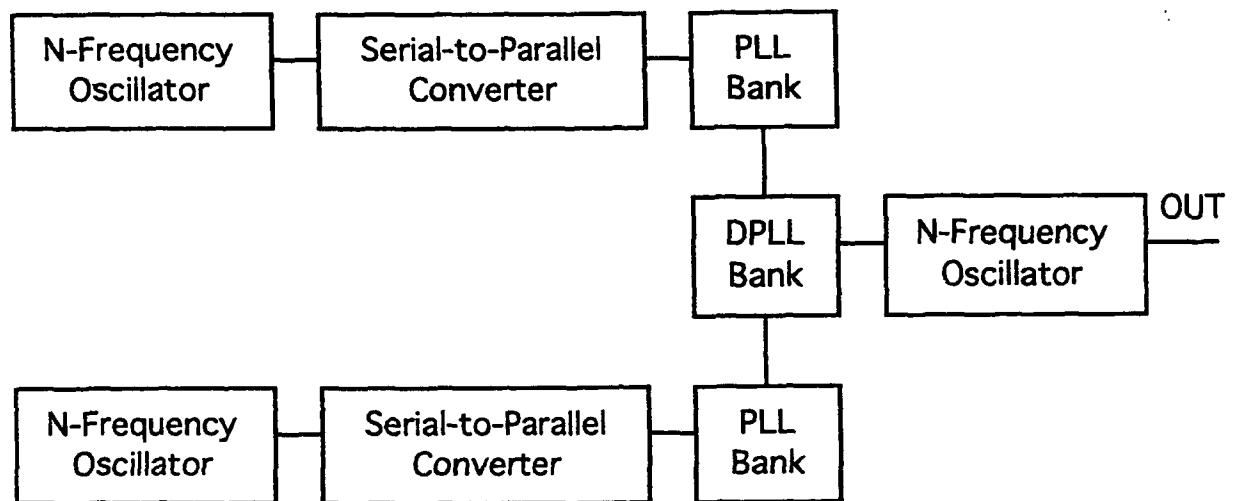 N-Frequency
Oscillator
Serial-to-Parallel
Converter
PLL
Bank
DPLL
Bank
N-Frequency
Oscillator
OUT
N-Frequency
Oscillator
Serial-to-Parallel
Converter
PLL
Bank